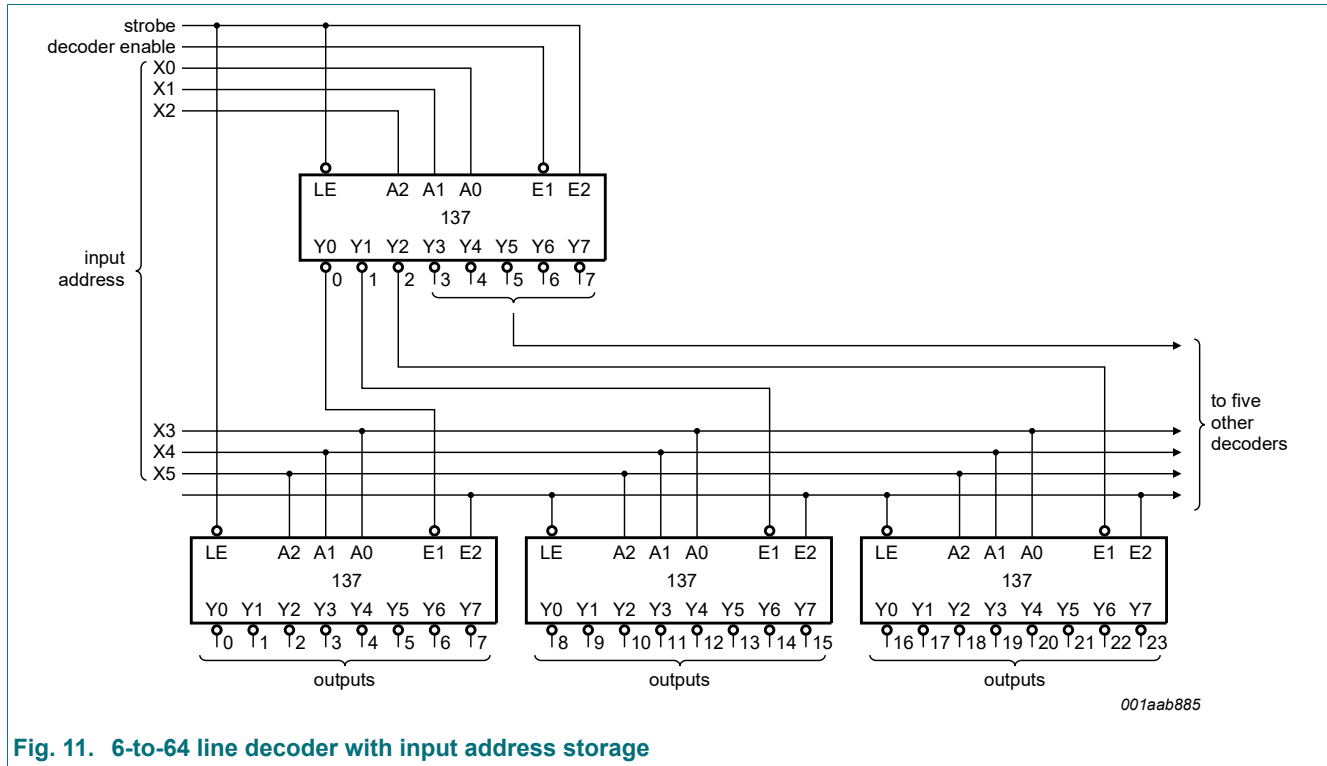 strobe
decoder enable
X0
X1
X2
LE A2 A1 A0 E1 E2
137
Y0 Y1 Y2 Y3 Y4 Y5 Y6 Y7
0 1 2 3 4 5 6 7
input
address
to five
other
decoders
X3
X4
X5
LE A2 A1 A0 E1 E2
137
Y0 Y1 Y2 Y3 Y4 Y5 Y6 Y7
0 1 2 3 4 5 6 7
outputs
LE A2 A1 A0 E1 E2
137
Y0 Y1 Y2 Y3 Y4 Y5 Y6 Y7
8 9 10 11 12 13 14 15
outputs
LE A2 A1 A0 E1 E2
137
Y0 Y1 Y2 Y3 Y4 Y5 Y6 Y7
16 17 18 19 20 21 22 23
outputs
001aab885
Fig. 11. 6-to-64 line decoder with input address storage